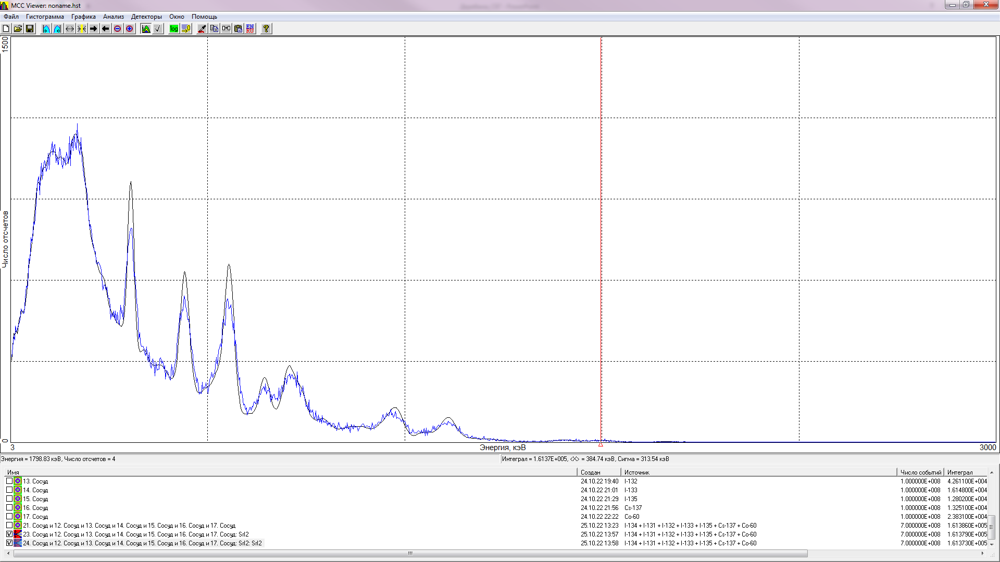 MCC Viewer: noname.hst
Файл Гистограмма Графика Анализ Детекторы Окно Помощь
log EN RU ?
1500
Число отсчетов
0
3 Энергия, кэВ 3000
Энергия = 1798.83 кэВ, Число отсчетов = 4 Интеграл = 1.6137E+005, <X> = 384.74 кэВ, Сигма = 313.54 кэВ
Имя Создан Источник Число событий Интеграл
13. Сосуд 24.10.22 19:40 I-132 1.000000E+008 4.261100E+004
14. Сосуд 24.10.22 21:01 I-133 1.000000E+008 1.614800E+004
15. Сосуд 24.10.22 21:29 I-135 1.000000E+008 1.280200E+004
16. Сосуд 24.10.22 21:56 Cs-137 1.000000E+008 1.325100E+004
17. Сосуд 24.10.22 22:22 Co-60 1.000000E+008 2.383100E+004
21. Сосуд и 12. Сосуд и 13. Сосуд и 14. Сосуд и 15. Сосуд и 16. Сосуд и 17. Сосуд 25.10.22 13:23 I-134 + I-131 + I-132 + I-133 + I-135 + Cs-137 + Co-60 7.000000E+008 1.613860E+005
23. Сосуд и 12. Сосуд и 13. Сосуд и 14. Сосуд и 15. Сосуд и 16. Сосуд и 17. Сосуд: SrI2 25.10.22 13:57 I-134 + I-131 + I-132 + I-133 + I-135 + Cs-137 + Co-60 7.000000E+008 1.613790E+005
24. Сосуд и 12. Сосуд и 13. Сосуд и 14. Сосуд и 15. Сосуд и 16. Сосуд и 17. Сосуд: SrI2: SrI2 25.10.22 13:58 I-134 + I-131 + I-132 + I-133 + I-135 + Cs-137 + Co-60 7.000000E+008 1.613730E+005